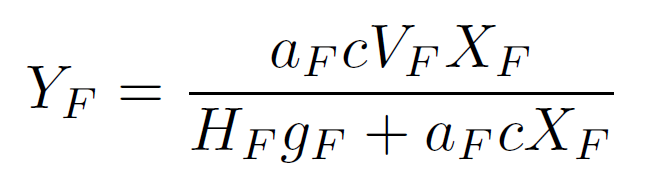 Y_F = \frac{a_F c V_F X_F}{H_F g_F + a_F c X_F}